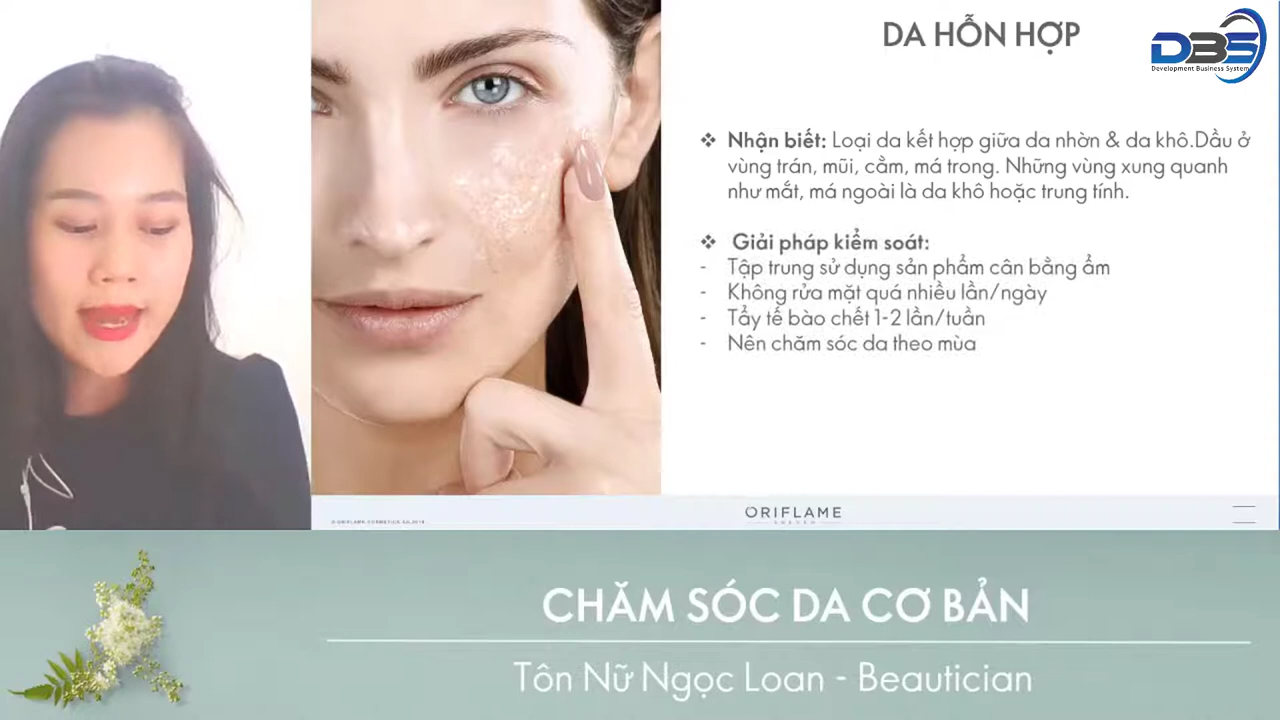 DA HỖN HỢP
DBS
Development Business System
❖ Nhận biết: Loại da kết hợp giữa da nhờn & da khô.Dầu ở
vùng trán, mũi, cằm, má trong. Những vùng xung quanh
như mắt, má ngoài là da khô hoặc trung tính.
❖ Giải pháp kiểm soát:
- Tập trung sử dụng sản phẩm cân bằng ẩm
- Không rửa mặt quá nhiều lần/ngày
- Tẩy tế bào chết 1-2 lần/tuần
- Nên chăm sóc da theo mùa
ORIFLAME
SWEDEN
CHĂM SÓC DA CƠ BẢN
Tôn Nữ Ngọc Loan - Beautician